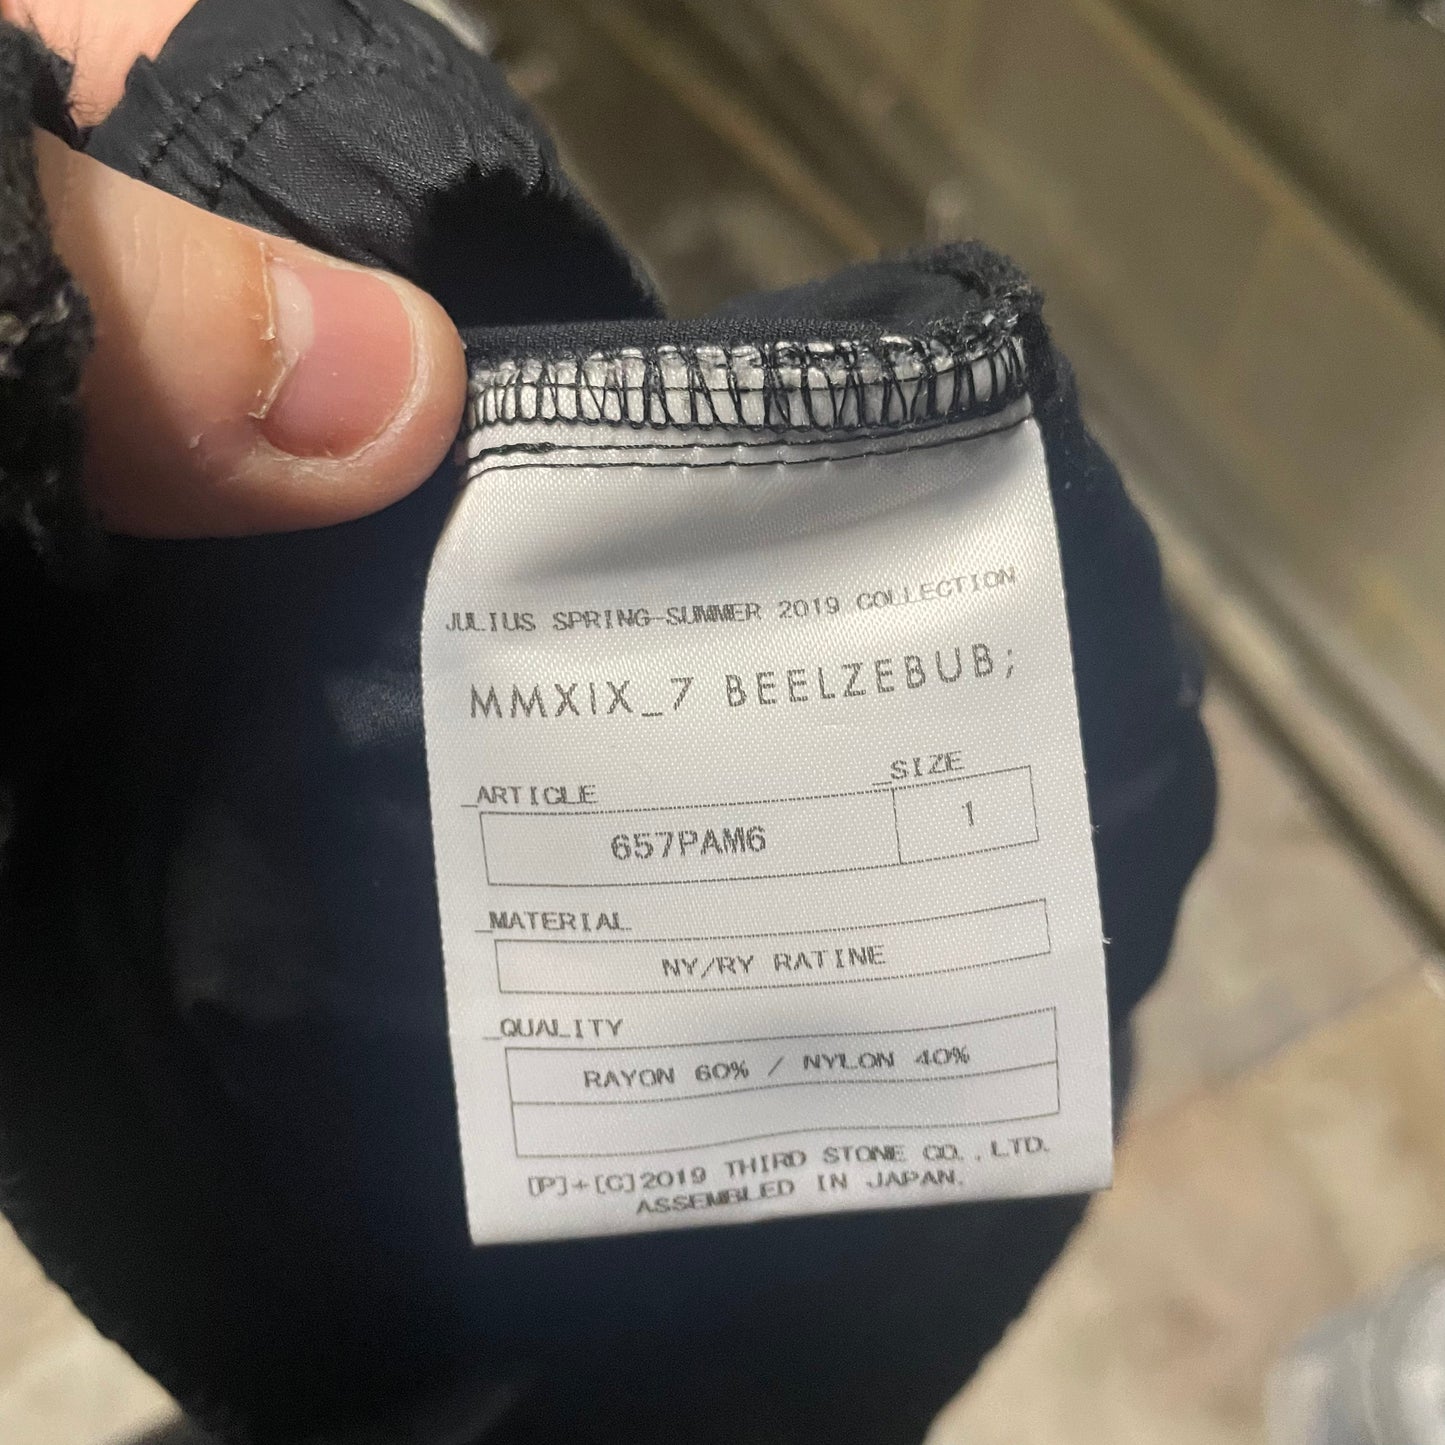 JULIUS SPRING-SUMMER 2019 COLLECTION
MMXIX_7 BEELZEBUB;
_ARTICLE
_SIZE
657PAM6
1
_MATERIAL
NY/RY RATINE
_QUALITY
RAYON 60% / NYLON 40%
[P]+[C]2019 THIRD STONE CO.,LTD.
ASSEMBLED IN JAPAN.